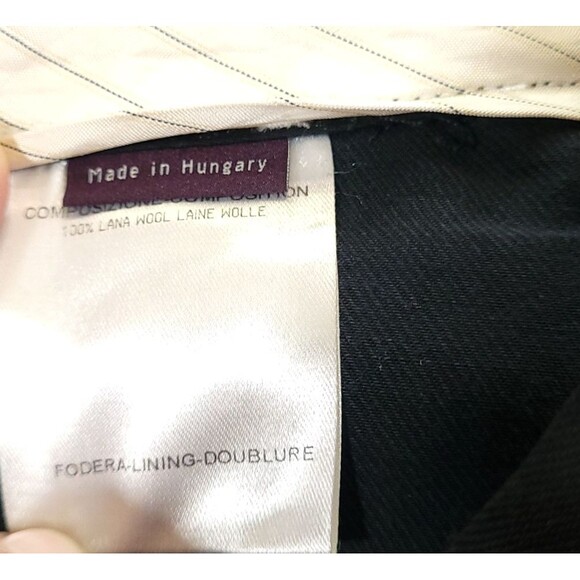 Made in Hungary
COMPOSIZIONE-COMPOSITION
100% LANA WOOL LAINE WOLLE
FODERA-LINING-DOUBLURE